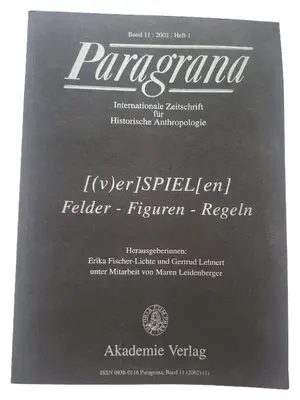 Band 11 : 2002 | Heft 1
Paragrana
Internationale Zeitschrift
für
Historische Anthropologie
[(v)er]SPIEL[en]
Felder - Figuren - Regeln
Herausgeberinnen:
Erika Fischer-Lichte und Gertrud Lehnert
unter Mitarbeit von Maren Leidenberger
Akademie Verlag
ISSN 0938-0116 Paragrana, Band 11 (2002) (1)